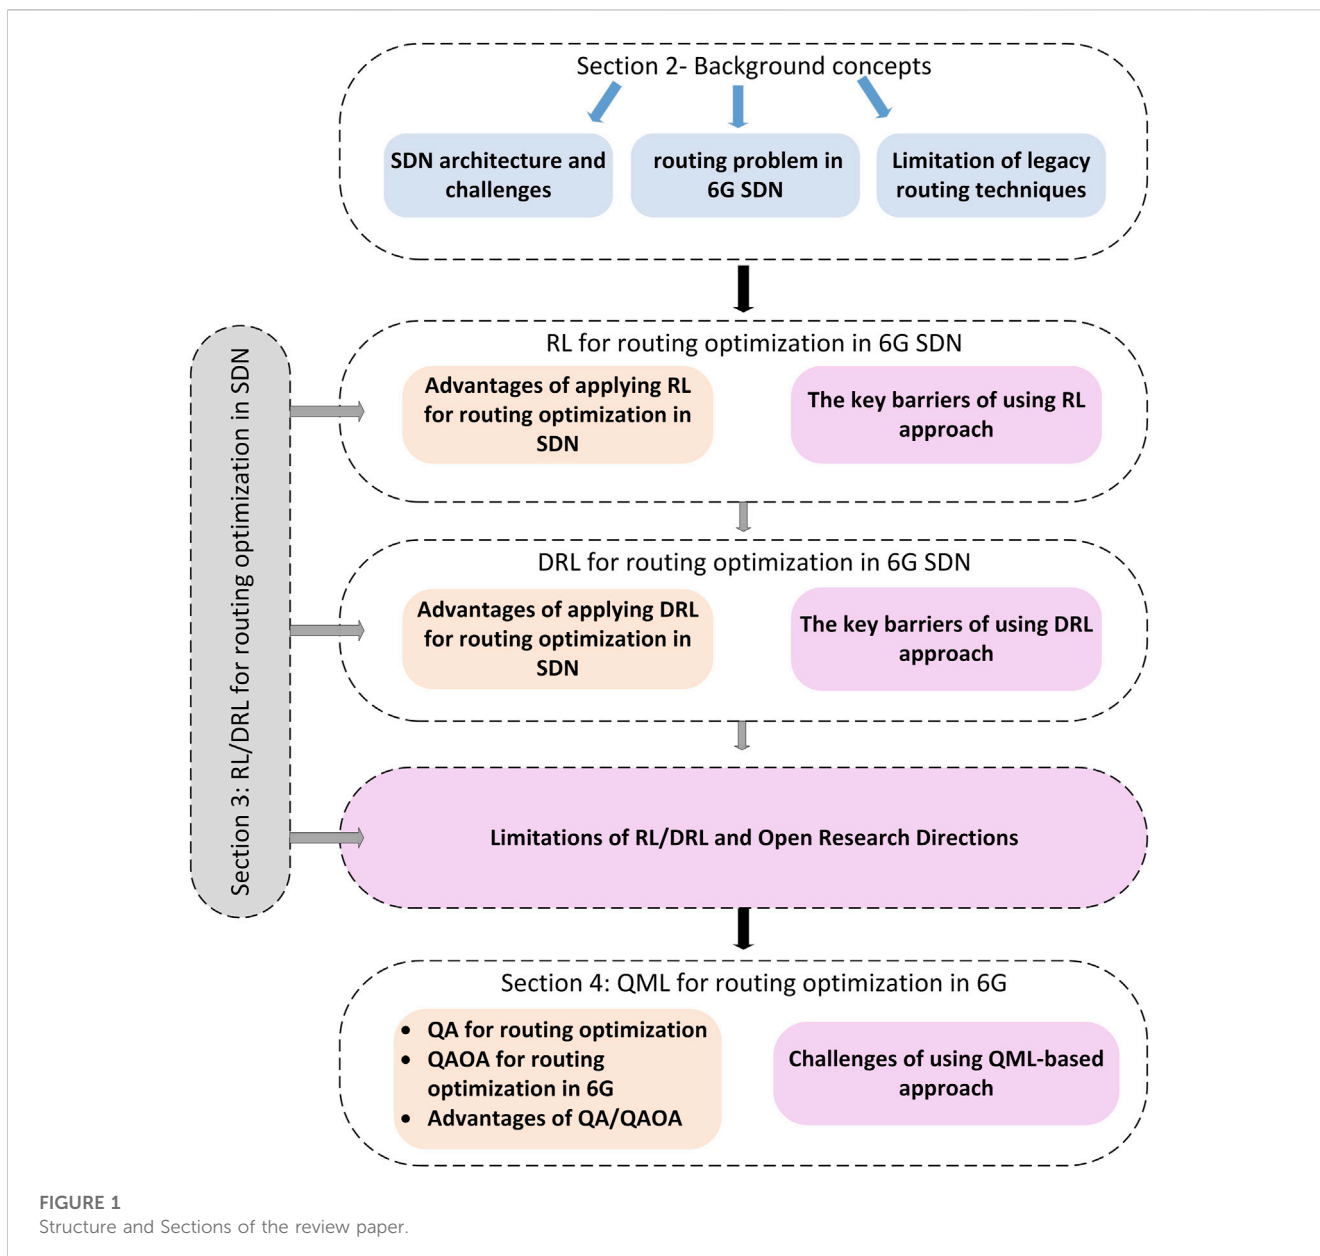 Section 2- Background concepts
SDN architecture and
challenges
routing problem in
6G SDN
Limitation of legacy
routing techniques
Section 3: RL/DRL for routing optimization in SDN
RL for routing optimization in 6G SDN
Advantages of applying RL
for routing optimization in
SDN
The key barriers of using RL
approach
DRL for routing optimization in 6G SDN
Advantages of applying DRL
for routing optimization in
SDN
The key barriers of using DRL
approach
Limitations of RL/DRL and Open Research Directions
Section 4: QML for routing optimization in 6G
• QA for routing optimization
• QAOA for routing
optimization in 6G
• Advantages of QA/QAOA
Challenges of using QML-based
approach
FIGURE 1
Structure and Sections of the review paper.